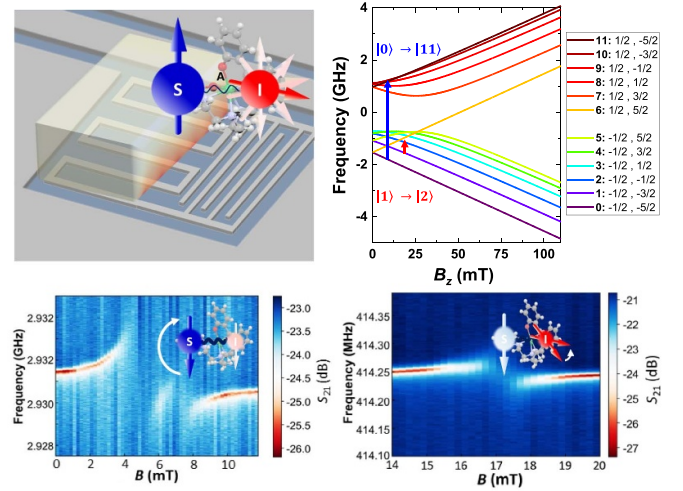 S
A
I
Frequency (GHz)
4
2
0
-2
-4
|0⟩ → |11⟩
|1⟩ → |2⟩
0
25
50
75
100
B_z (mT)
11: 1/2 , -5/2
10: 1/2 , -3/2
9: 1/2 , -1/2
8: 1/2 , 1/2
7: 1/2 , 3/2
6: 1/2 , 5/2
5: -1/2 , 5/2
4: -1/2 , 3/2
3: -1/2 , 1/2
2: -1/2 , -1/2
1: -1/2 , -3/2
0: -1/2 , -5/2
Frequency (GHz)
2.932
2.932
2.930
2.928
S
I
0 2 4 6 8 10
B (mT)
-23.0
-23.5
-24.0
-24.5
-25.0
-25.5
-26.0
S21 (dB)
Frequency (MHz)
414.35
414.30
414.25
414.20
414.15
414.10
S
I
14 15 16 17 18 19 20
B (mT)
-21
-22
-23
-24
-25
-26
-27
S21 (dB)